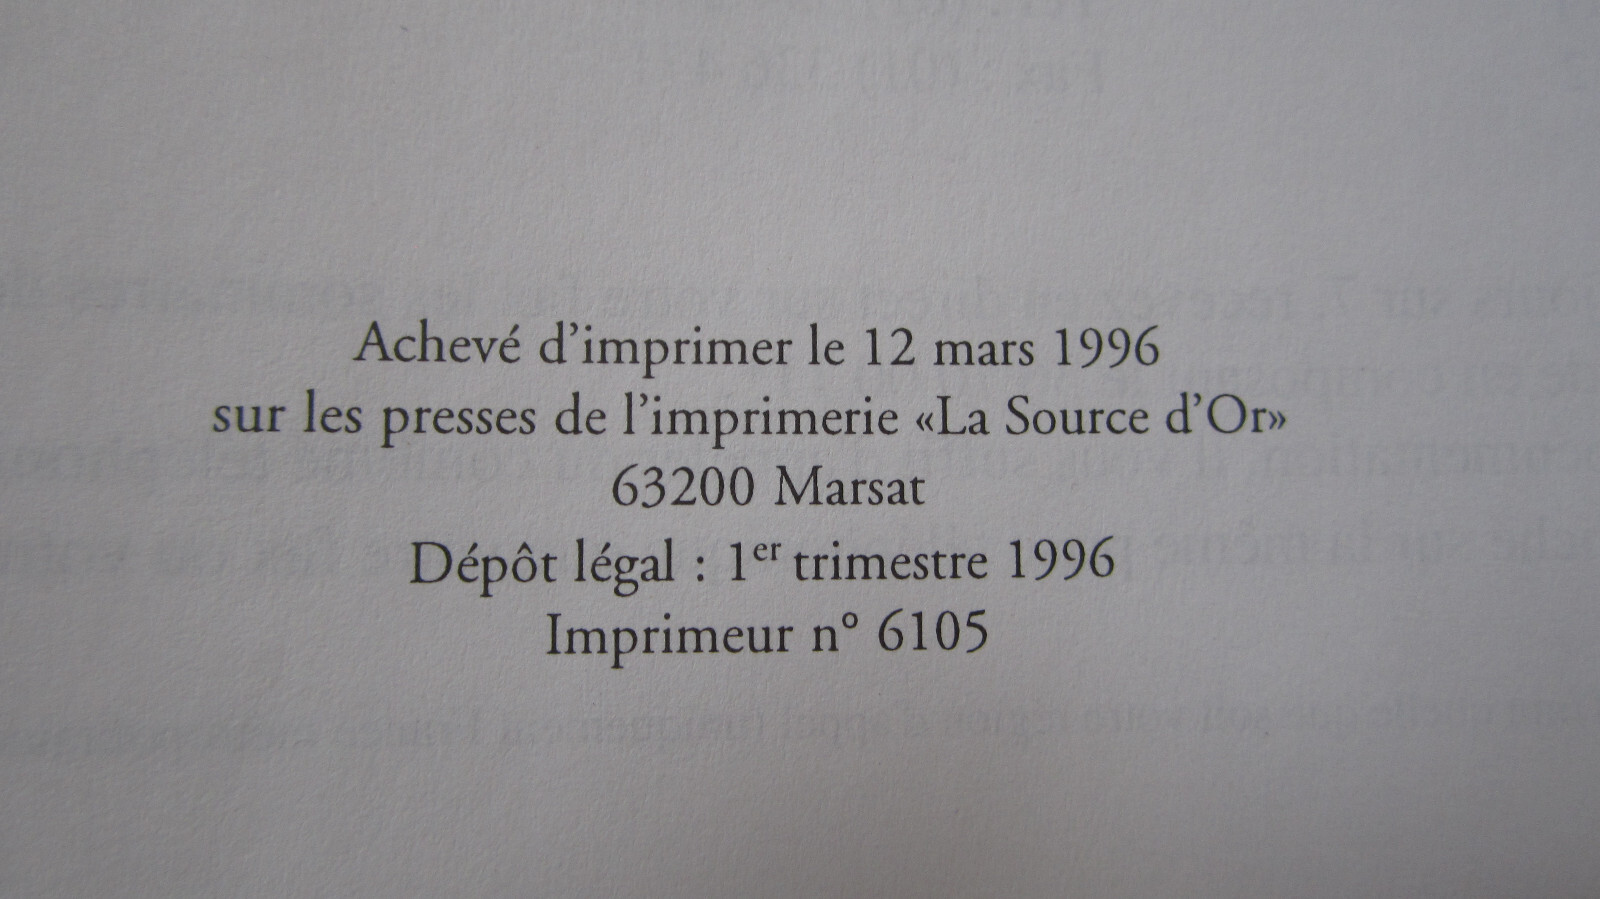 Achevé d'imprimer le 12 mars 1996
sur les presses de l'imprimerie «La Source d'Or»
63200 Marsat
Dépôt légal : 1er trimestre 1996
Imprimeur n° 6105